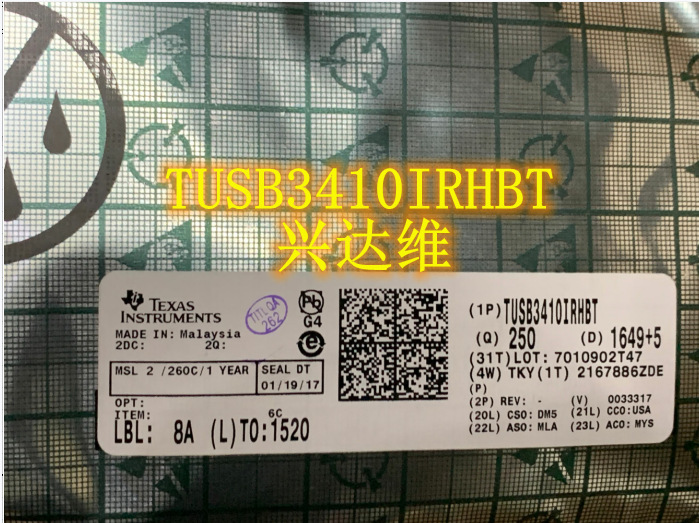 TUSB3410IRHBT
兴达维
TEXAS
INSTRUMENTS
TITL QA
262
Pb
G4
e
MADE IN: Malaysia
2DC: 2Q:
MSL 2 /260C/1 YEAR
SEAL DT
01/19/17
OPT:
ITEM: 6C
LBL: 8A (L)TO:1520
(1P) TUSB3410IRHBT
(Q) 250 (D) 1649+5
(31T)LOT: 7010902T47
(4W) TKY(1T) 2167886ZDE
(P)
(2P) REV: - (V) 0033317
(20L) CSO: DM5 (21L) CCO:USA
(22L) ASO: MLA (23L) ACO: MYS